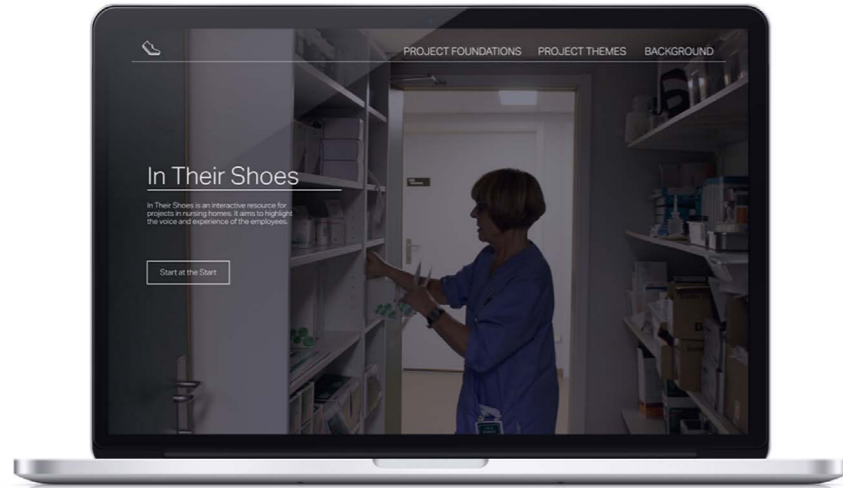 PROJECT FOUNDATIONS PROJECT THEMES BACKGROUND
In Their Shoes
In Their Shoes is an interactive resource for
projects in nursing homes. It aims to highlight
the voice and experience of the employees.
Start at the Start